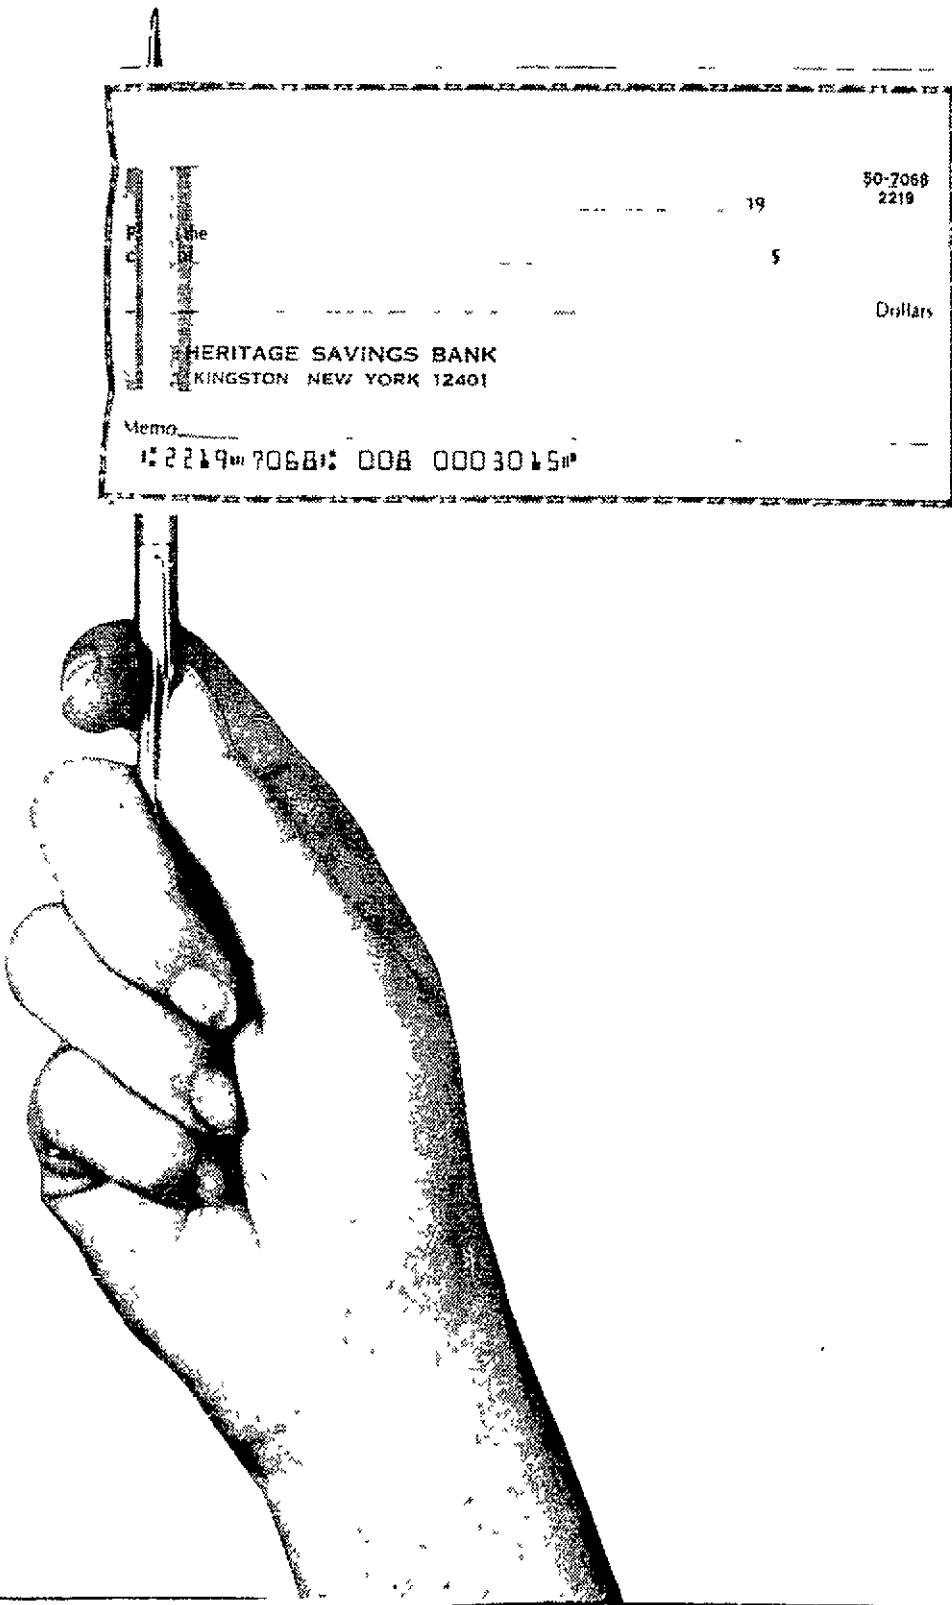 50-7068
2219
19
the
$
Dollars
HERITAGE SAVINGS BANK
KINGSTON NEW YORK 12401
Memo
⑆2219⑉7068⑆ 008 0003015⑈